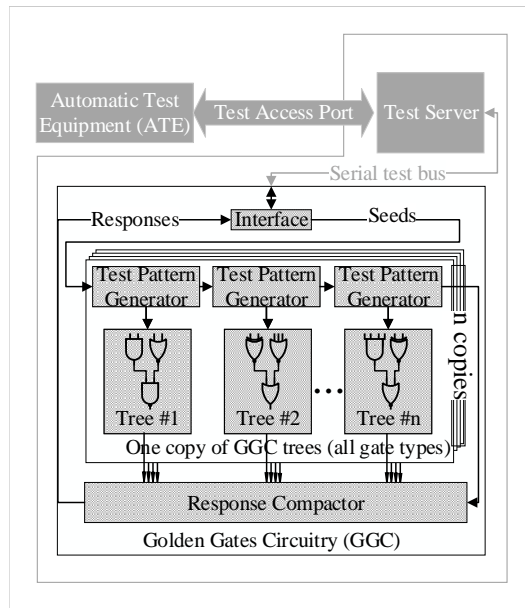 Automatic Test
Equipment (ATE)
Test Access Port
Test Server
Serial test bus
Responses
Interface
Seeds
Test Pattern
Generator
Test Pattern
Generator
Test Pattern
Generator
n copies
Tree #1
Tree #2
...
Tree #n
One copy of GGC trees (all gate types)
Response Compactor
Golden Gates Circuitry (GGC)